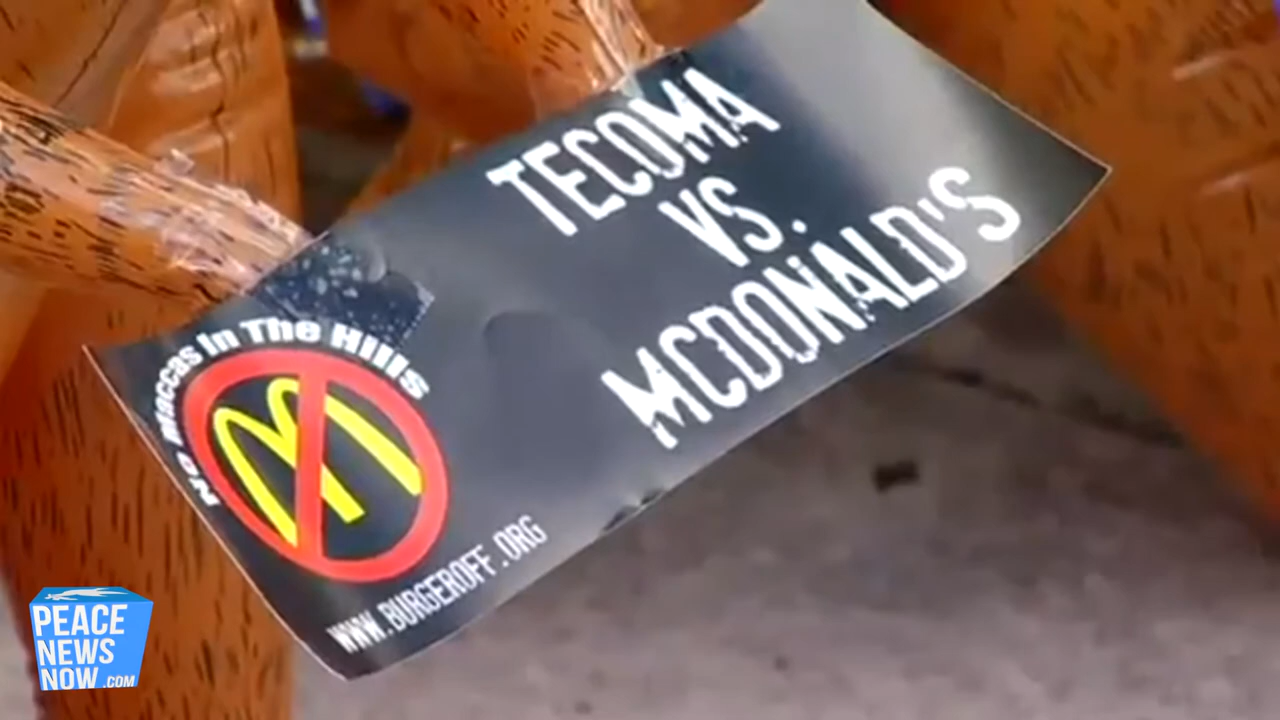 TECOMA
VS.
MCDONALD'S
No Maccas In The Hills
WWW.BURGEROFF.ORG
PEACE
NEWS
NOW.COM